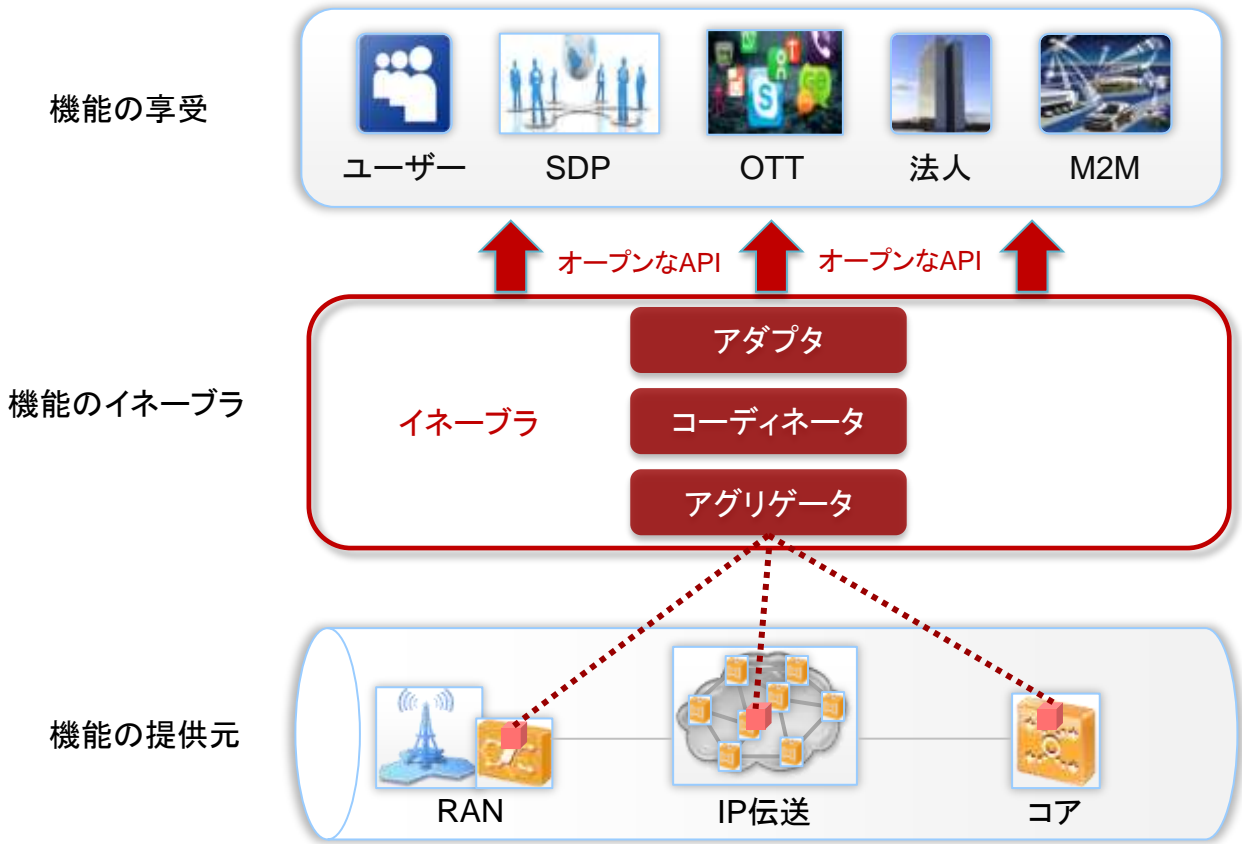 機能の享受
ユーザー
SDP
OTT
法人
M2M
オープンなAPI
オープンなAPI
機能のイネーブラ
イネーブラ
アダプタ
コーディネータ
アグリゲータ
機能の提供元
RAN
IP伝送
コア